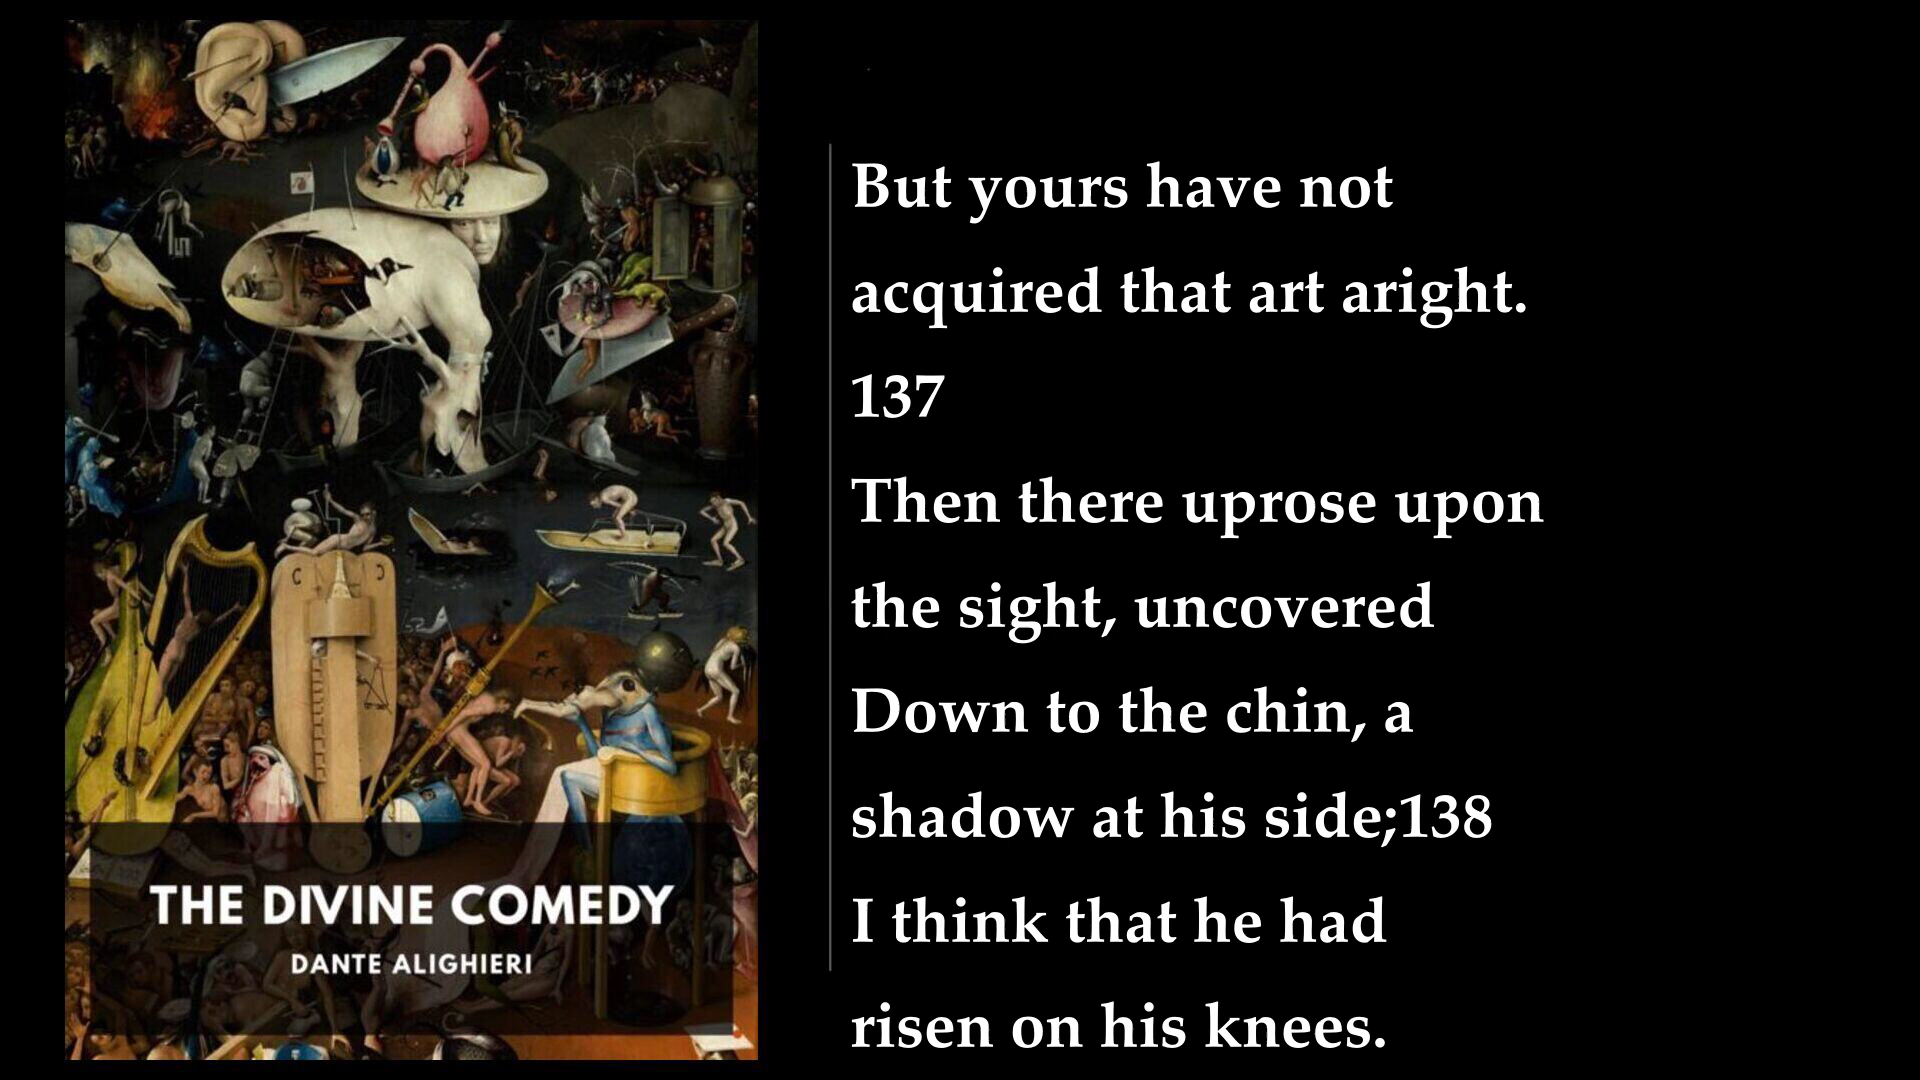 THE DIVINE COMEDY
DANTE ALIGHIERI
But yours have not
acquired that art aright.
137
Then there uprose upon
the sight, uncovered
Down to the chin, a
shadow at his side;138
I think that he had
risen on his knees.